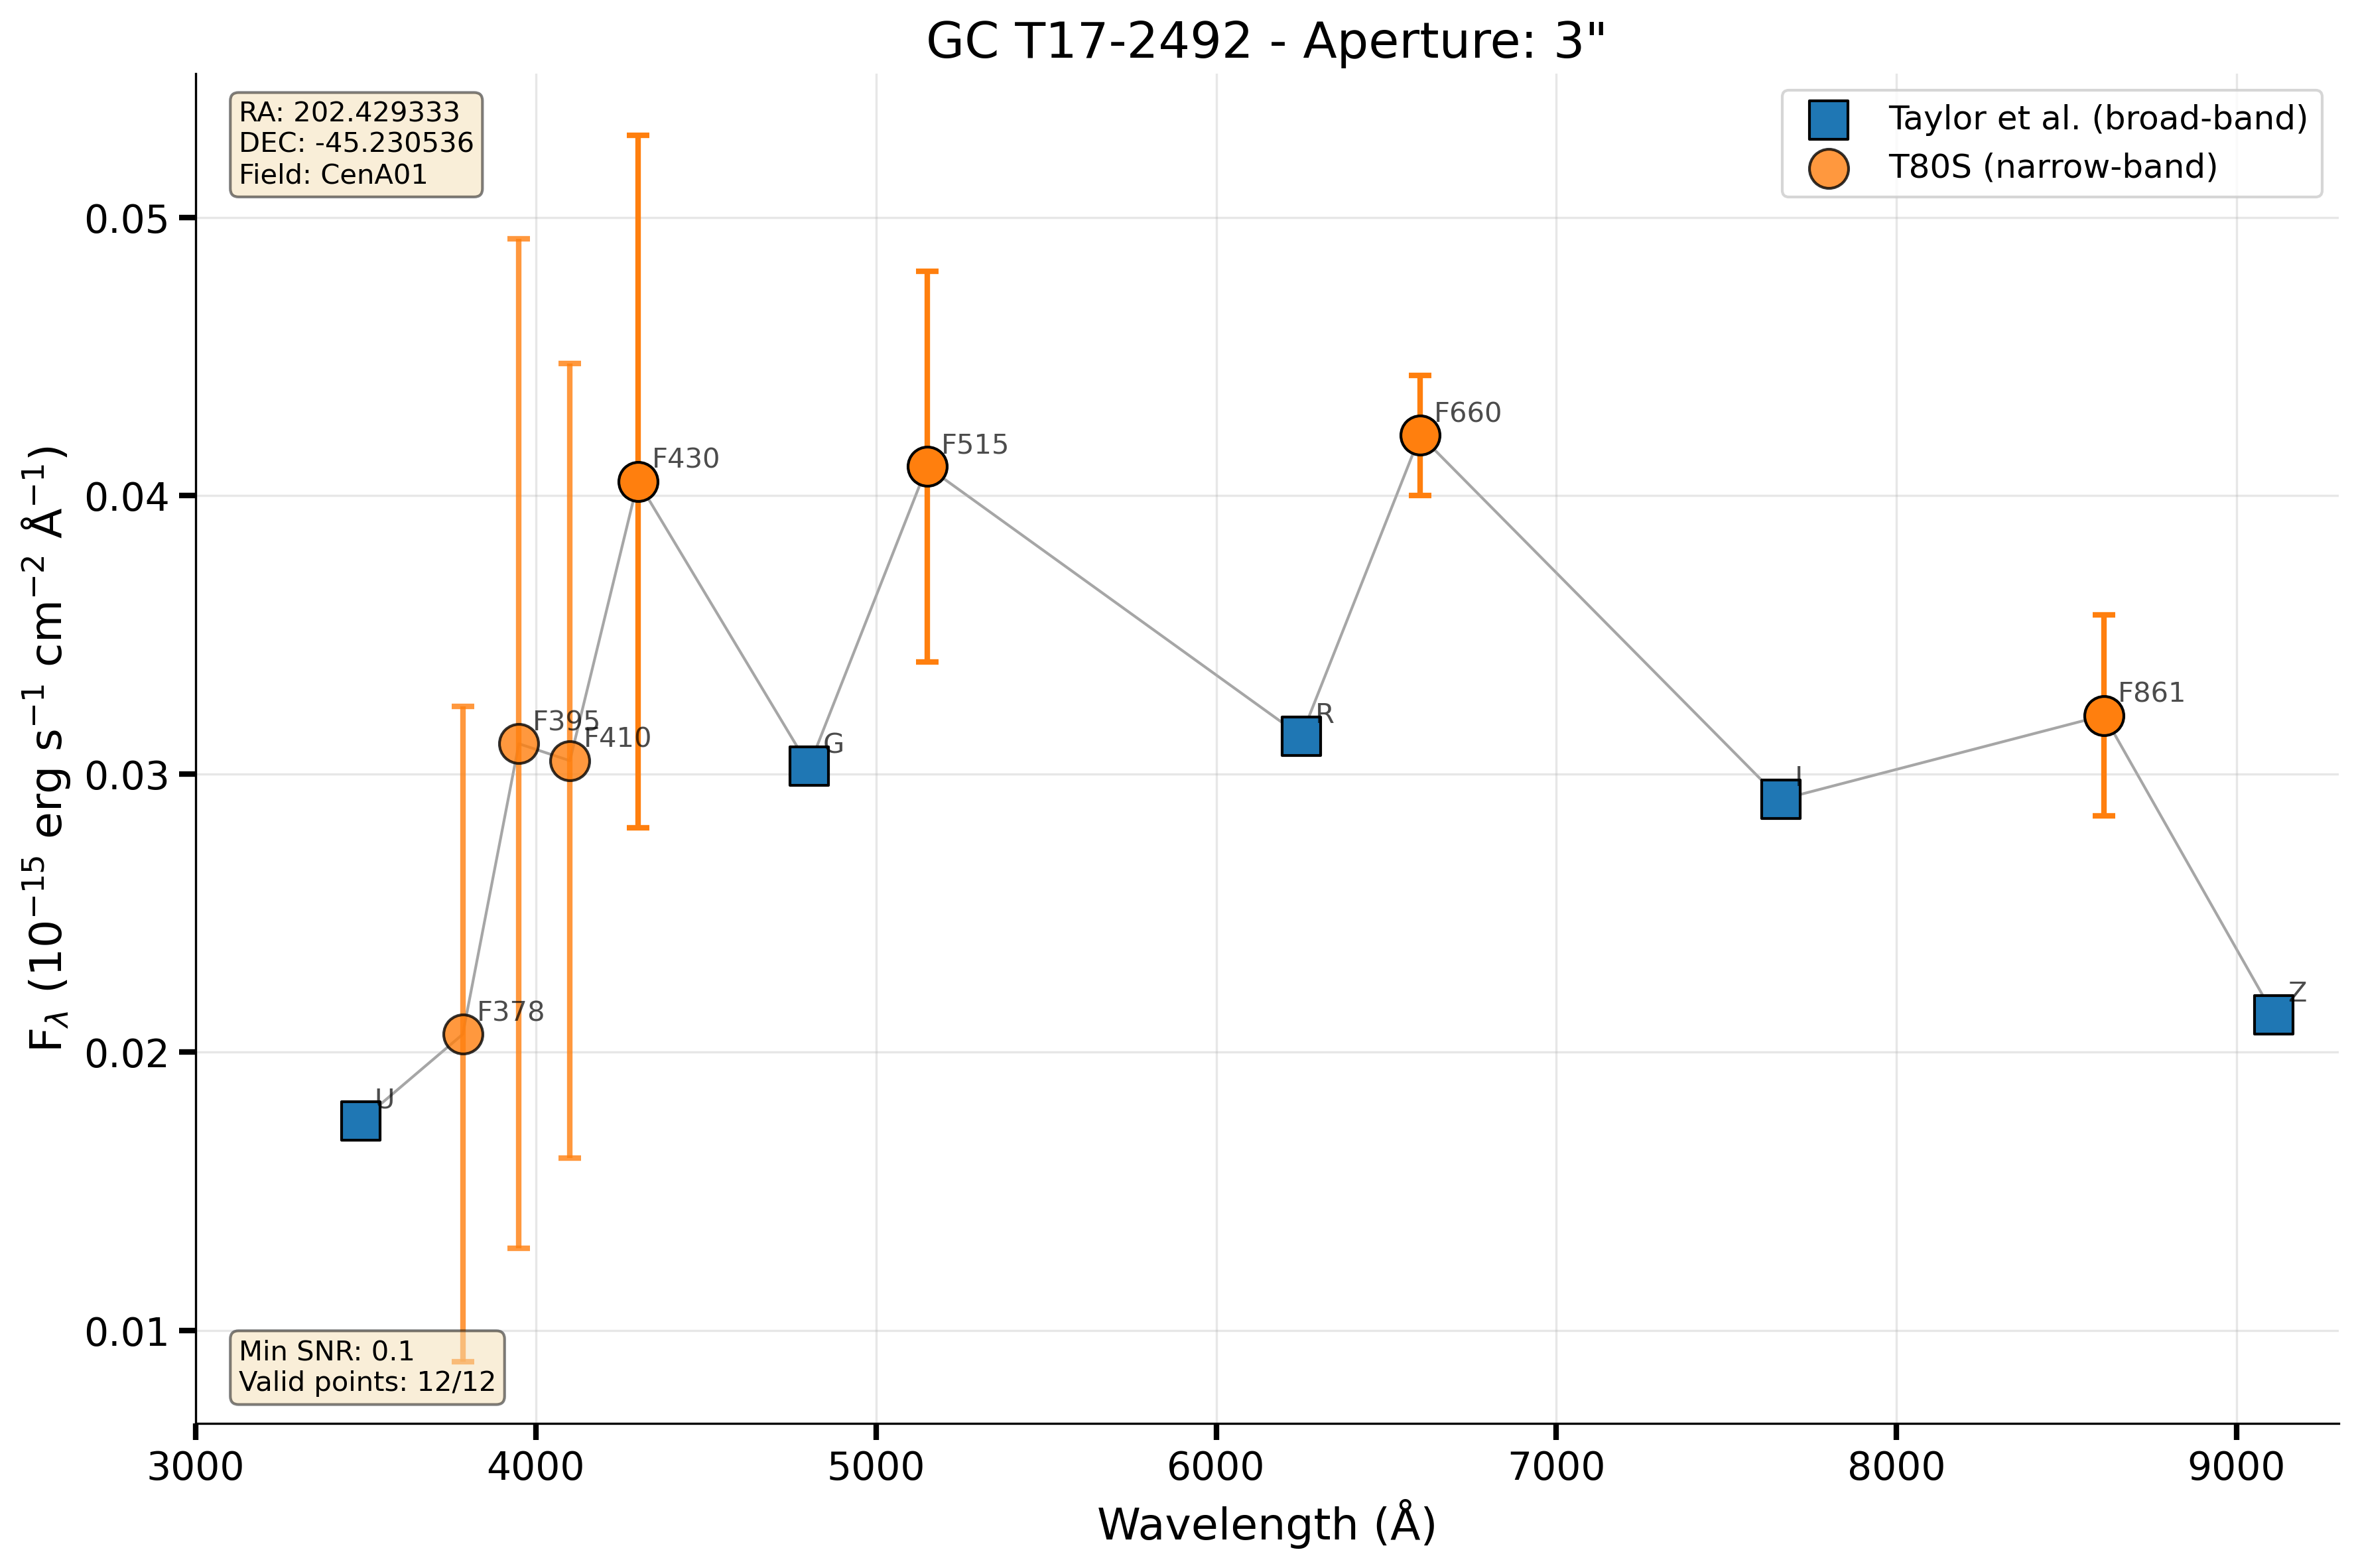 GC T17-2492 - Aperture: 3"
RA: 202.429333
DEC: -45.230536
Field: CenA01
Taylor et al. (broad-band)
T80S (narrow-band)
0.05
0.04
0.03
0.02
0.01
F430
F515
F660
F395
F410
G
R
I
F861
F378
U
Z
Min SNR: 0.1
Valid points: 12/12
3000 4000 5000 6000 7000 8000 9000
Wavelength (Å)
F$_{λ}$ (10$^{−15}$ erg s$^{−1}$ cm$^{−2}$ Å$^{−1}$)